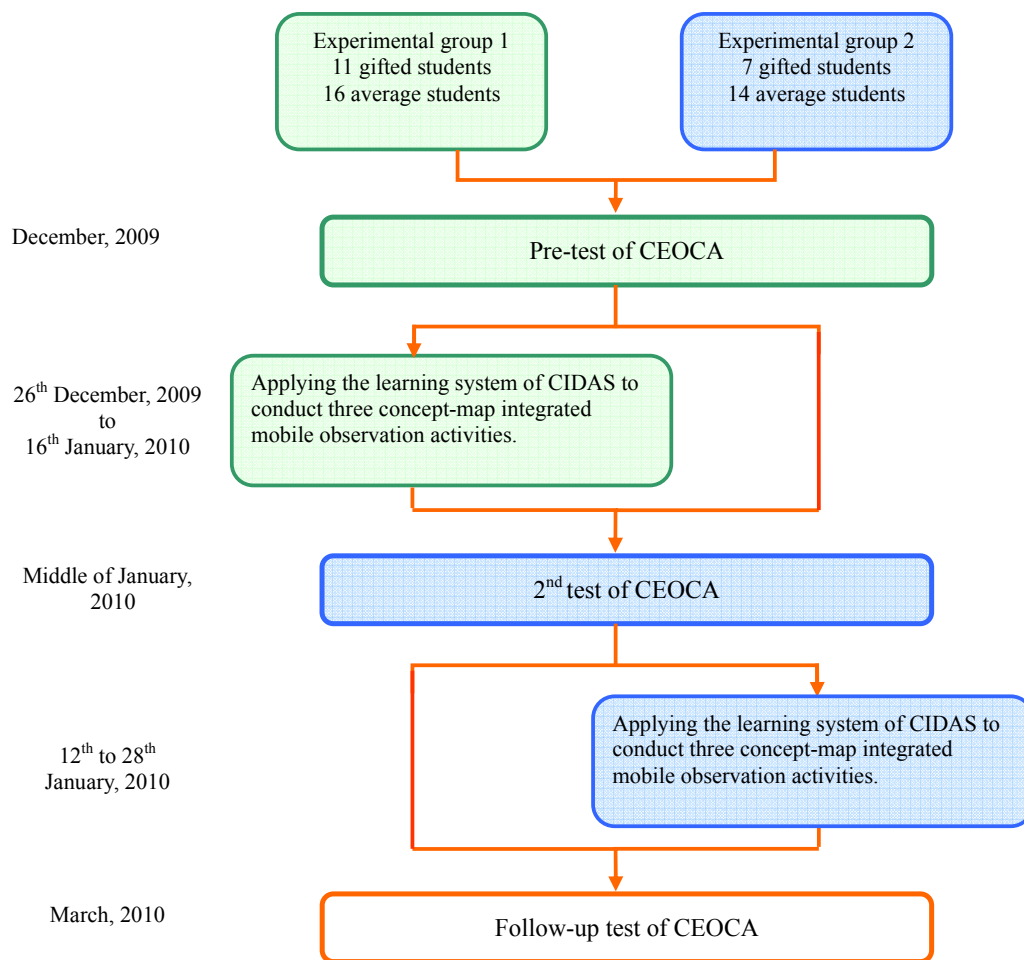 Experimental group 1
11 gifted students
16 average students
Experimental group 2
7 gifted students
14 average students
December, 2009
Pre-test of CEOCA
26th December, 2009
to
16th January, 2010
Applying the learning system of CIDAS to
conduct three concept-map integrated
mobile observation activities.
Middle of January,
2010
2nd test of CEOCA
12th to 28th
January, 2010
Applying the learning system of CIDAS to
conduct three concept-map integrated
mobile observation activities.
March, 2010
Follow-up test of CEOCA